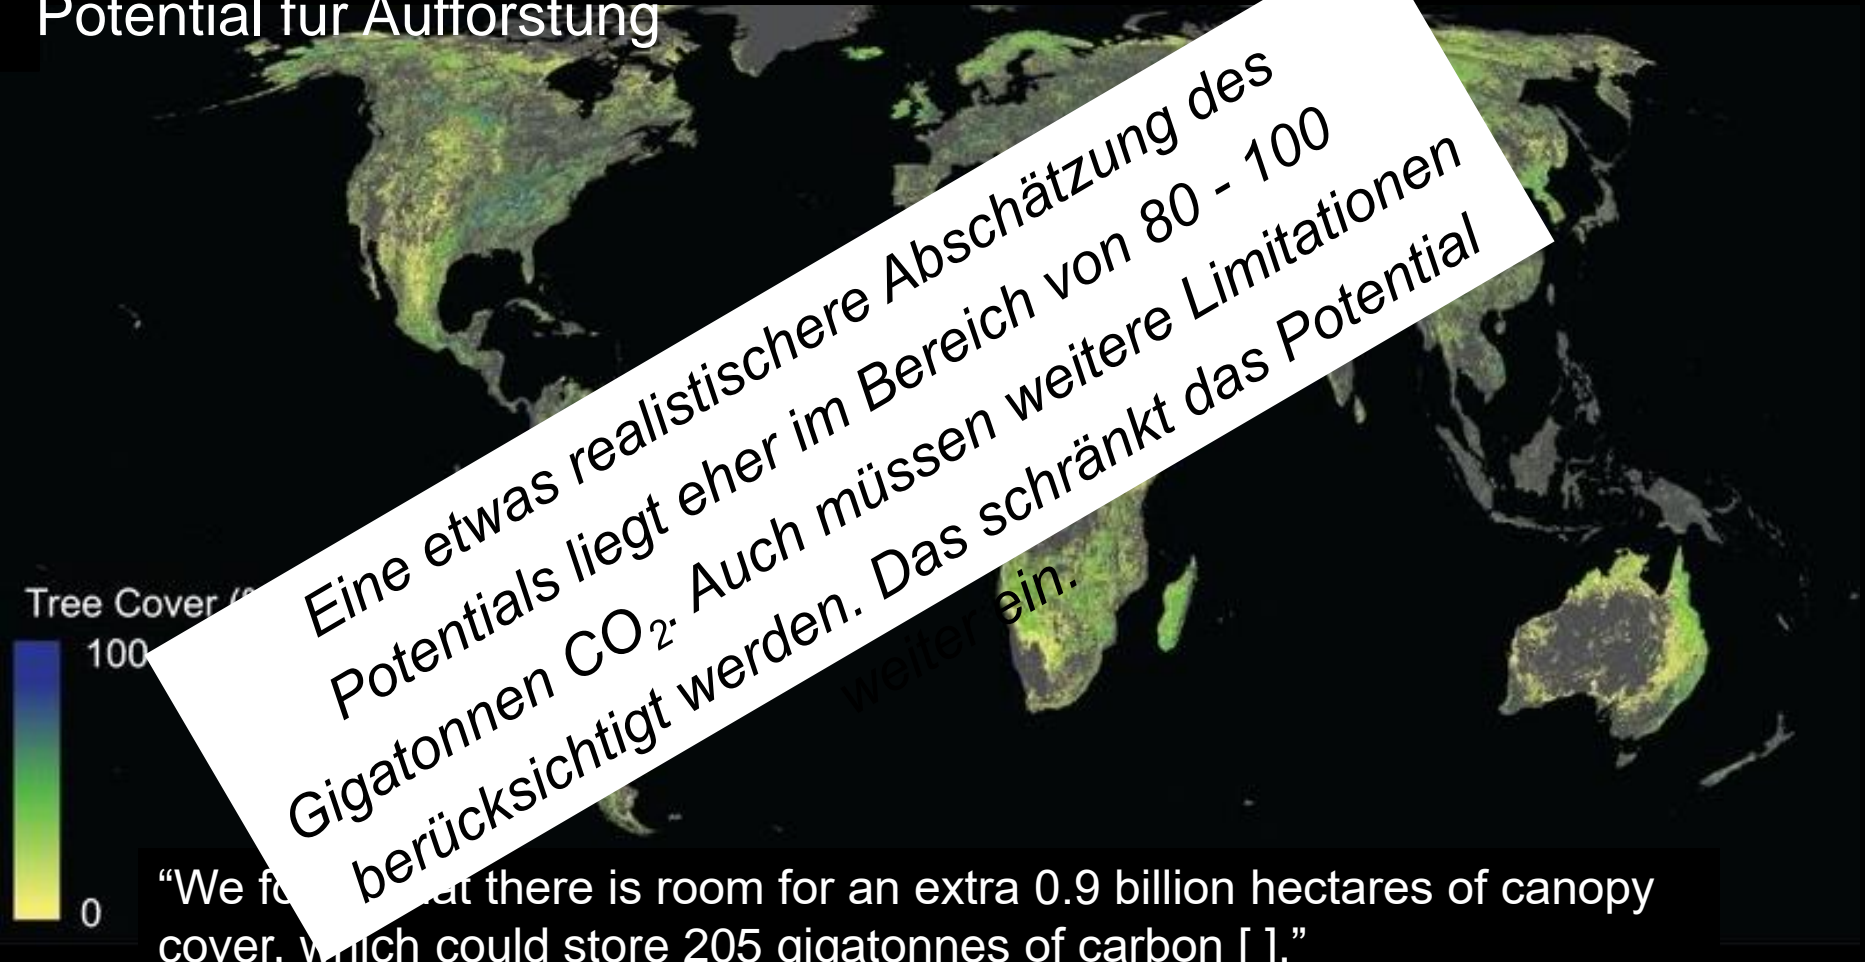 Potential für Aufforstung
Eine etwas realistischere Abschätzung des
Potentials liegt eher im Bereich von 80 - 100
Gigatonnen CO₂. Auch müssen weitere Limitationen
berücksichtigt werden. Das schränkt das Potential
weiter ein.
Tree Cover
100
0
“We there is room for an extra 0.9 billion hectares of canopy
cover, which could store 205 gigatonnes of carbon [ ].”